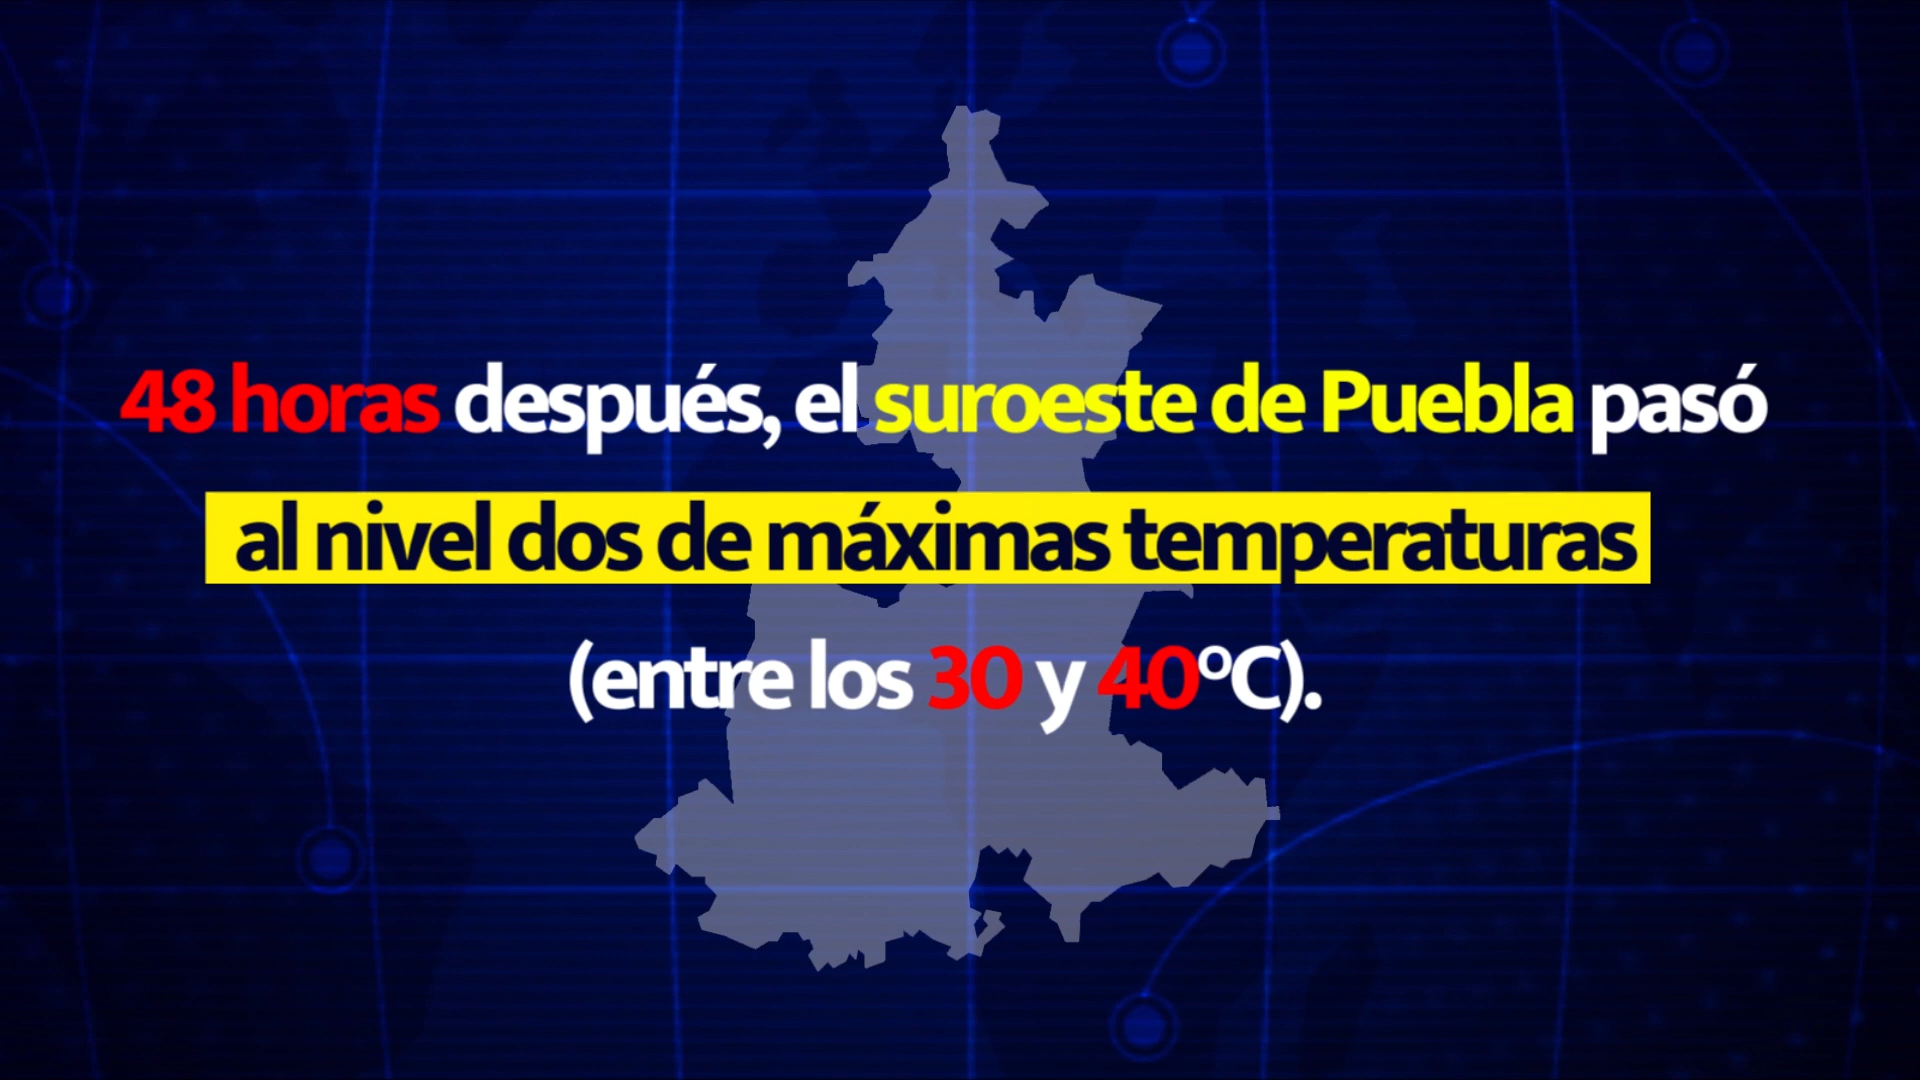 48 horas después, el suroeste de Puebla pasó
al nivel dos de máximas temperaturas
(entre los 30 y 40ºC).